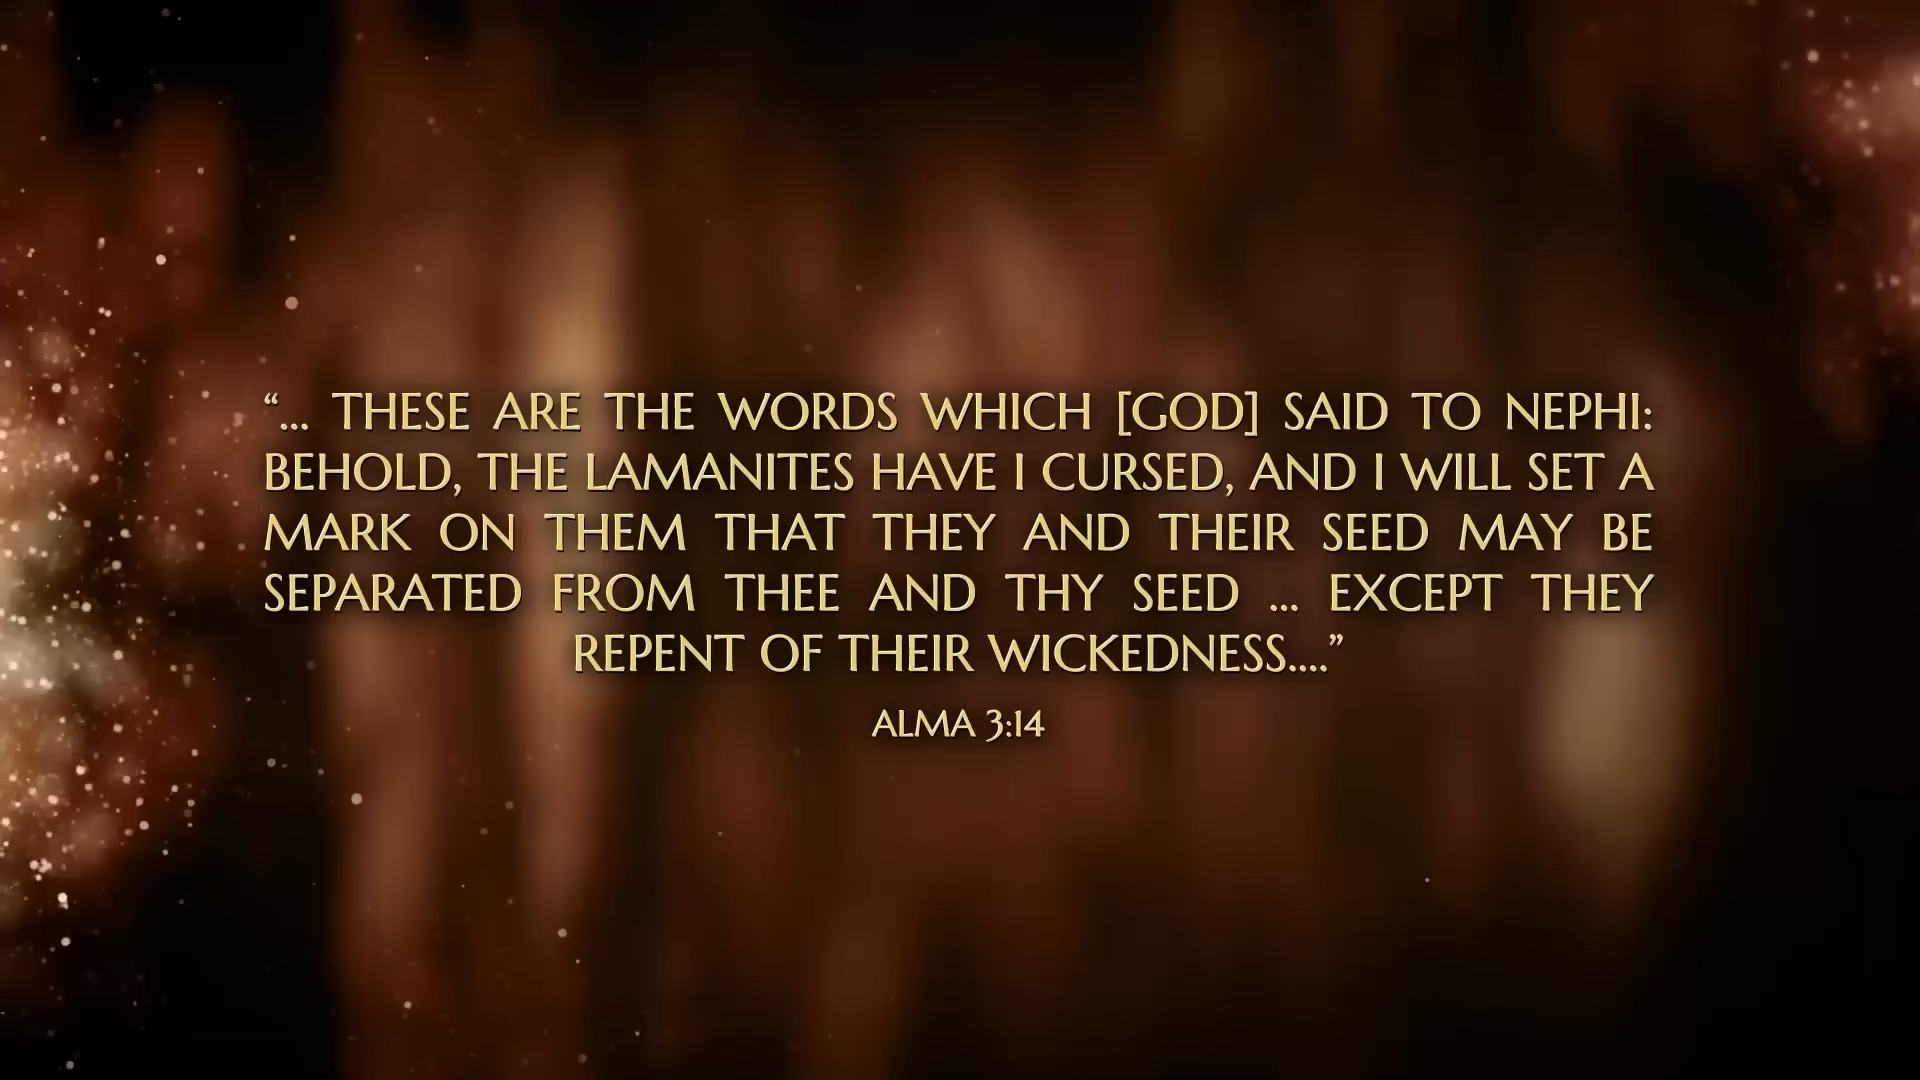 “... THESE ARE THE WORDS WHICH [GOD] SAID TO NEPHI:
BEHOLD, THE LAMANITES HAVE I CURSED, AND I WILL SET A
MARK ON THEM THAT THEY AND THEIR SEED MAY BE
SEPARATED FROM THEE AND THY SEED ... EXCEPT THEY
REPENT OF THEIR WICKEDNESS....”
ALMA 3:14